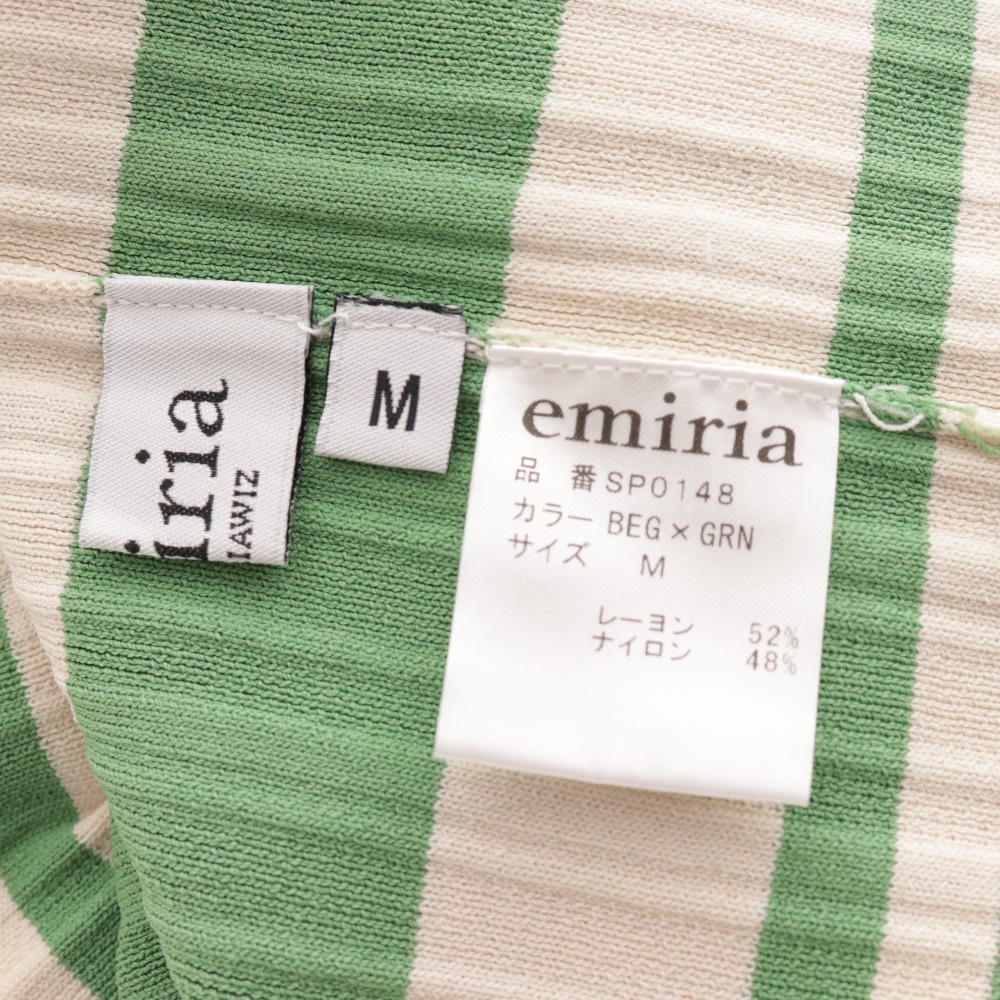 iria
IAWIZ
M
emiria
品 番 SP0148
カラー BEG×GRN
サイズ M
レーヨン 52%
ナイロン 48%